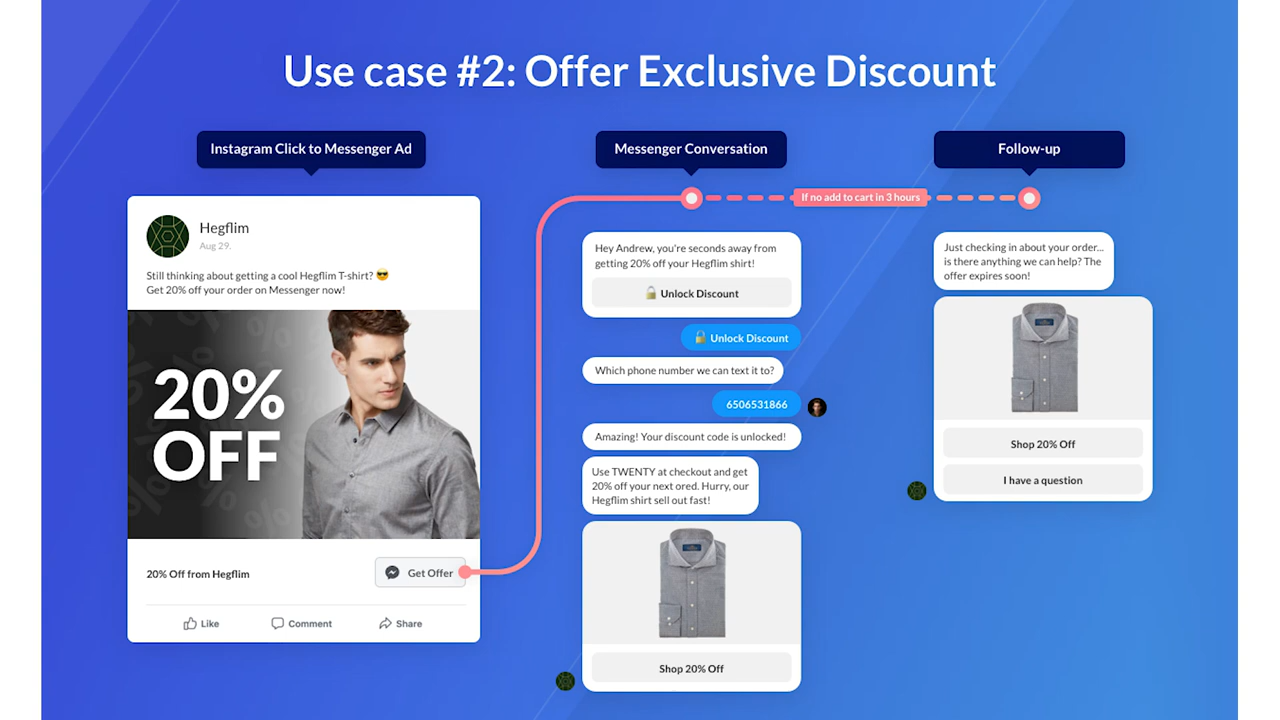 Use case #2: Offer Exclusive Discount
Instagram Click to Messenger Ad
Hegflim
Aug 29.
Still thinking about getting a cool Hegflim T-shirt? 😎
Get 20% off your order on Messenger now!
20%
OFF
20% Off from Hegflim
Get Offer
Like
Comment
Share
Messenger Conversation
If no add to cart in 3 hours
Hey Andrew, you're seconds away from
getting 20% off your Hegflim shirt!
🔒 Unlock Discount
🔒 Unlock Discount
Which phone number we can text it to?
6506531866
Amazing! Your discount code is unlocked!
Use TWENTY at checkout and get
20% off your next ored. Hurry, our
Hegflim shirt sell out fast!
Shop 20% Off
Follow-up
Just checking in about your order...
is there anything we can help? The
offer expires soon!
Shop 20% Off
I have a question